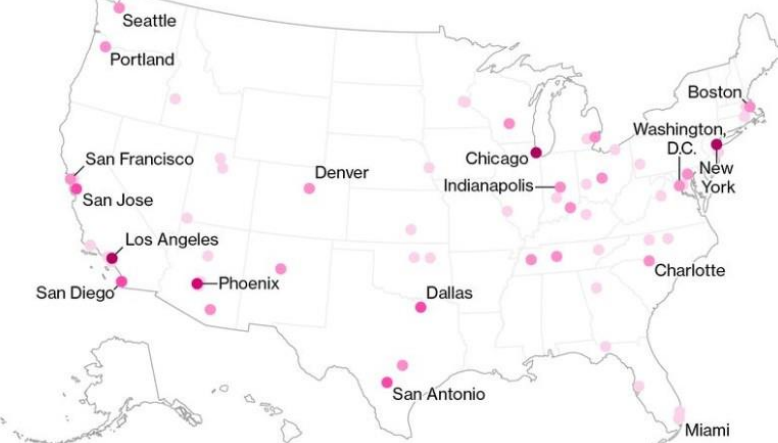 Seattle
Portland
Boston
Washington,
D.C.
New
York
San Francisco
Chicago
Denver
Indianapolis
San Jose
Los Angeles
San Diego
Phoenix
Charlotte
Dallas
San Antonio
Miami